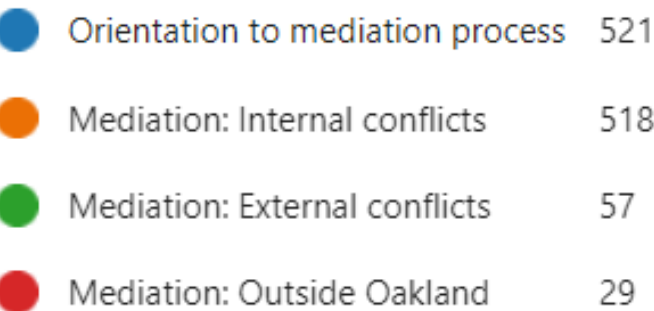 Orientation to mediation process 521
Mediation: Internal conflicts 518
Mediation: External conflicts 57
Mediation: Outside Oakland 29